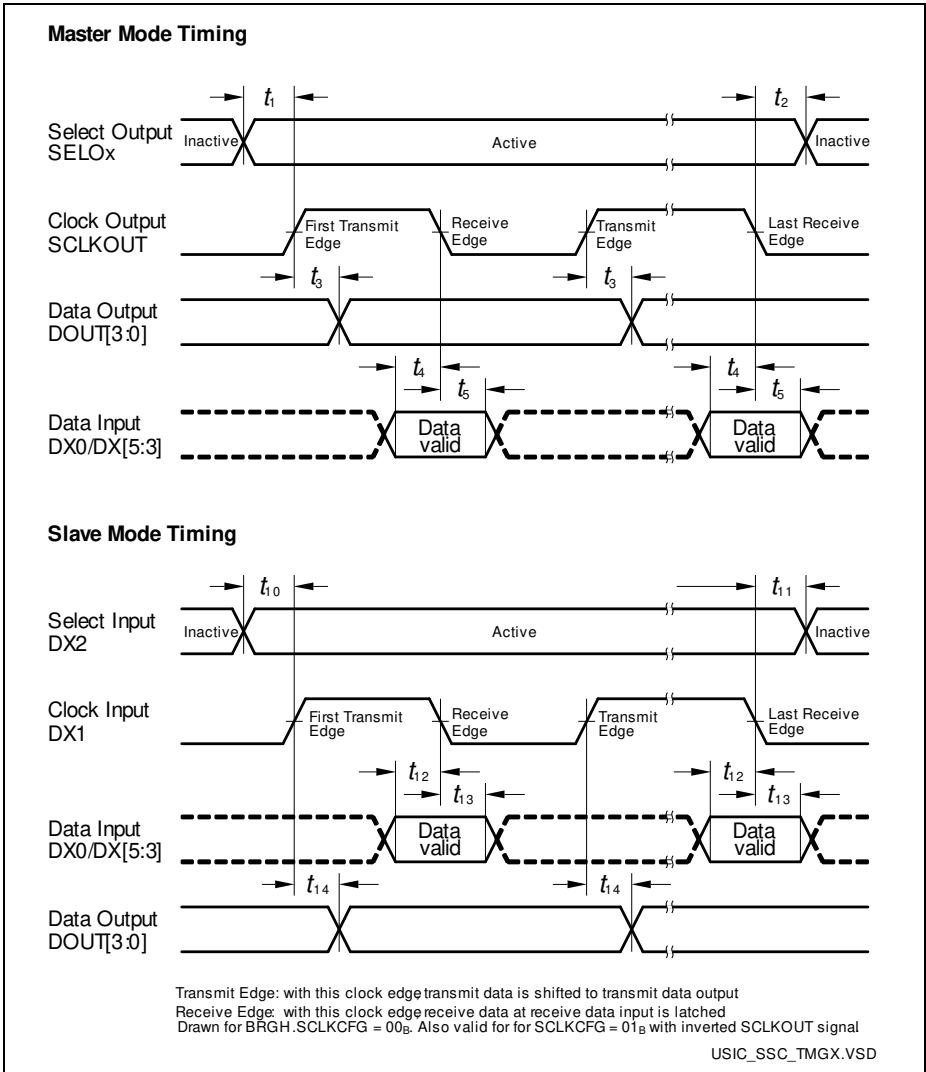 Master Mode Timing
t1
t2
Select Output
SELOx
Inactive
Active
Inactive
Clock Output
SCLKOUT
First Transmit
Edge
Receive
Edge
Transmit
Edge
Last Receive
Edge
t3
t3
Data Output
DOUT[3:0]
t4
t5
t4
t5
Data Input
DX0/DX[5:3]
Data
valid
Data
valid
Slave Mode Timing
t10
t11
Select Input
DX2
Inactive
Active
Inactive
Clock Input
DX1
First Transmit
Edge
Receive
Edge
Transmit
Edge
Last Receive
Edge
t12
t13
t12
t13
Data Input
DX0/DX[5:3]
Data
valid
Data
valid
t14
t14
Data Output
DOUT[3:0]
Transmit Edge: with this clock edge, transmit data is shifted to transmit data output
Receive Edge: with this clock edge, receive data at receive data input is latched
Drawn for BRGH.SCLKCFG = 00B. Also valid for for SCLKCFG = 01B with inverted SCLKOUT signal.
USIC_SSC_TMGX.VSD